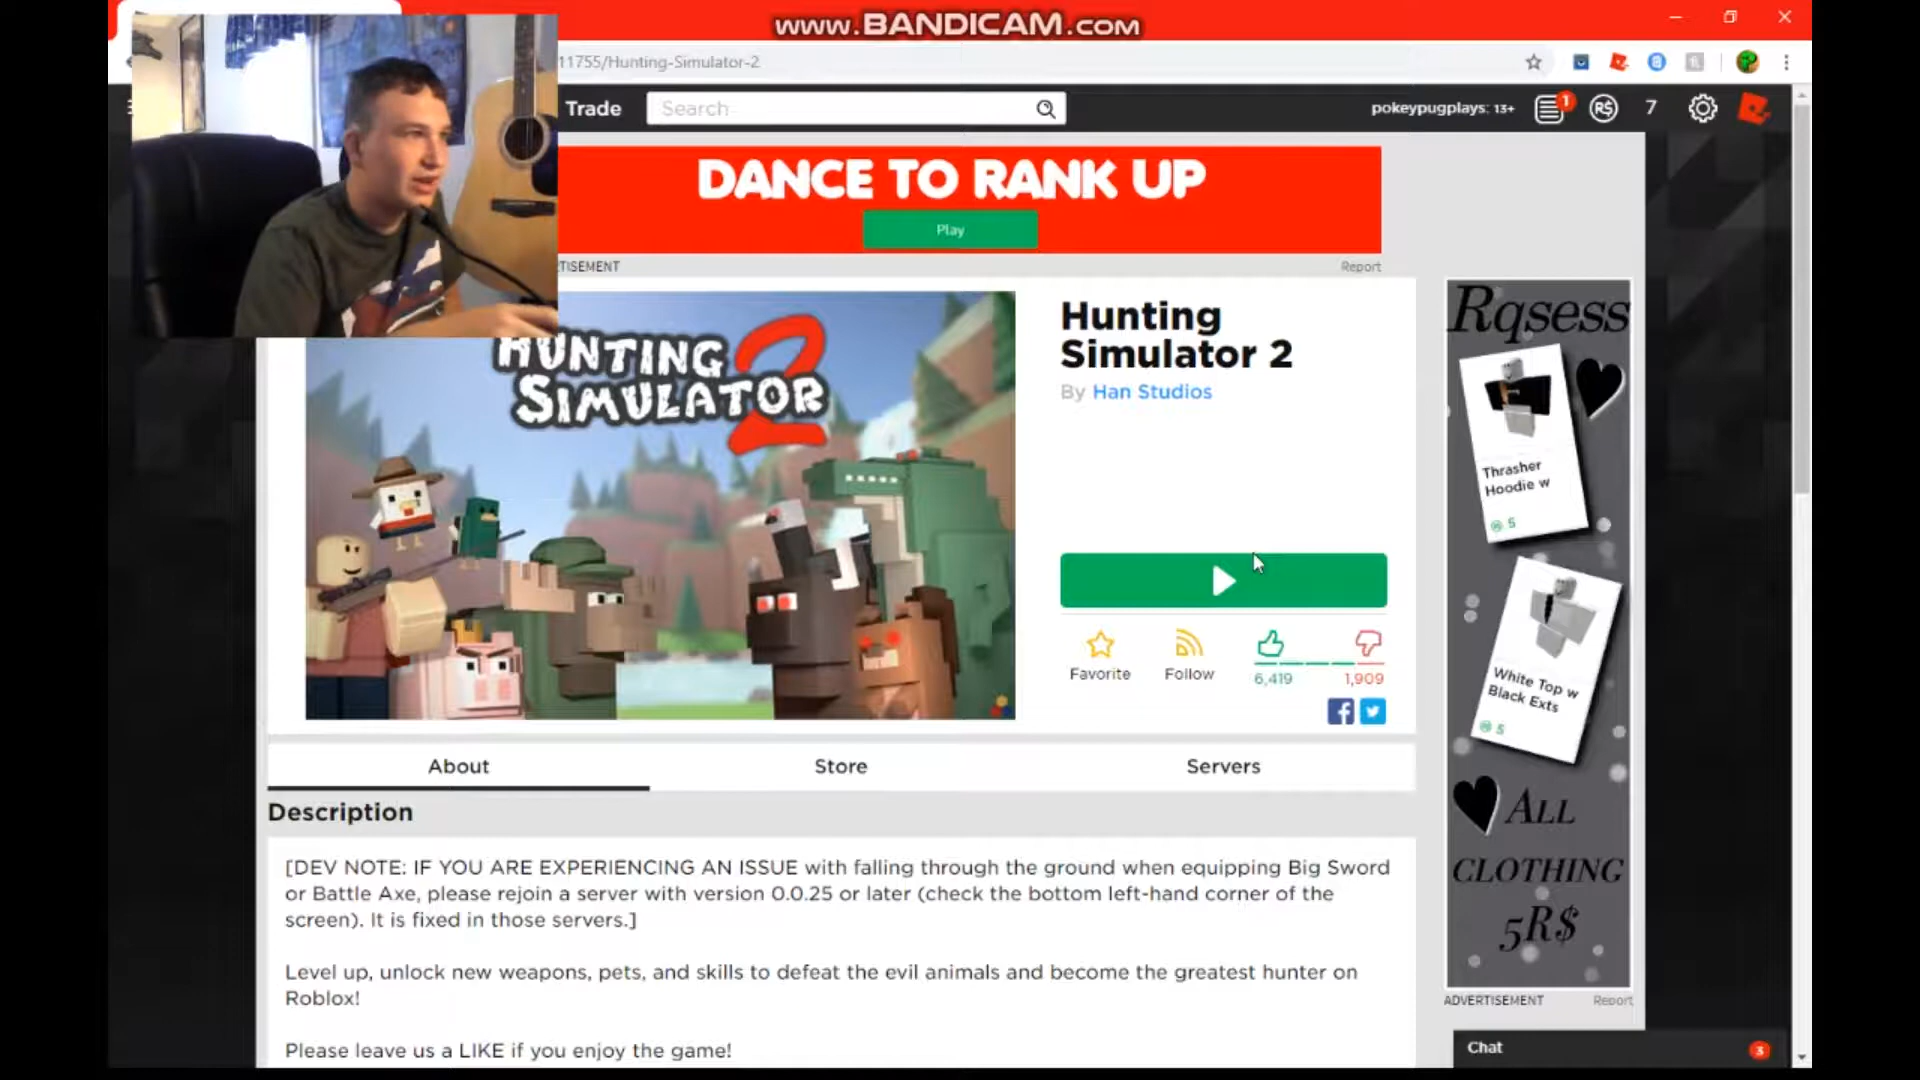 www.BANDICAM.com
11755/Hunting-Simulator-2
Trade
Search
pokeypugplays: 13+
1
R$
7
DANCE TO RANK UP
Play
TISEMENT
Report
HUNTING
SIMULATOR
2
Hunting
Simulator 2
By Han Studios
Favorite
Follow
6,419
1,909
Rqsess
Thrasher
Hoodie w
5
White Top w
Black Exts
5
ALL
CLOTHING
5R$
ADVERTISEMENT
Report
About
Store
Servers
Description
[DEV NOTE: IF YOU ARE EXPERIENCING AN ISSUE with falling through the ground when equipping Big Sword
or Battle Axe, please rejoin a server with version 0.0.25 or later (check the bottom left-hand corner of the
screen). It is fixed in those servers.]
Level up, unlock new weapons, pets, and skills to defeat the evil animals and become the greatest hunter on
Roblox!
Please leave us a LIKE if you enjoy the game!
Chat
3